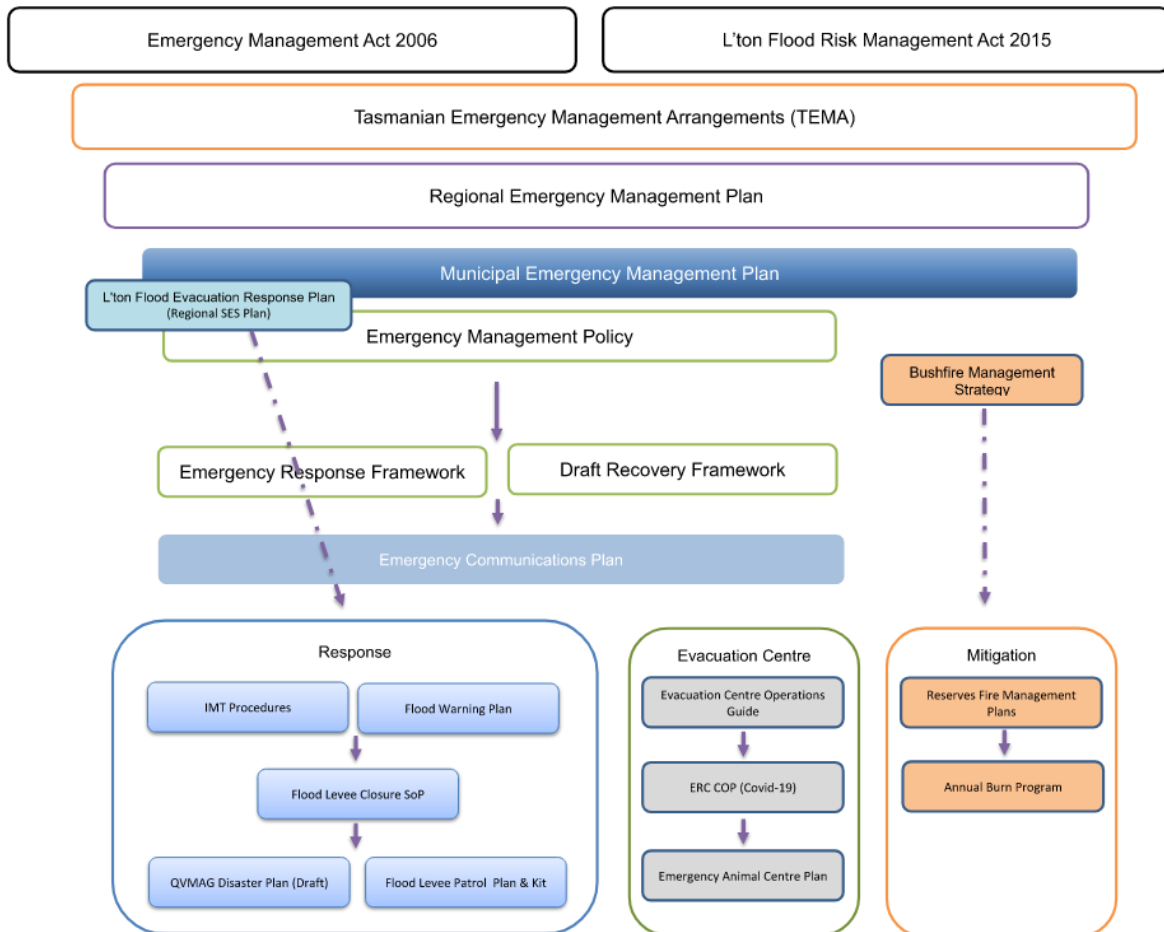 Emergency Management Act 2006
L'ton Flood Risk Management Act 2015
Tasmanian Emergency Management Arrangements (TEMA)
Regional Emergency Management Plan
Municipal Emergency Management Plan
L'ton Flood Evacuation Response Plan
(Regional SES Plan)
Emergency Management Policy
Bushfire Management
Strategy
Emergency Response Framework
Draft Recovery Framework
Emergency Communications Plan
Response
IMT Procedures
Flood Warning Plan
Flood Levee Closure SoP
QVMAG Disaster Plan (Draft)
Flood Levee Patrol Plan & Kit
Evacuation Centre
Evacuation Centre Operations
Guide
ERC COP (Covid-19)
Emergency Animal Centre Plan
Mitigation
Reserves Fire Management
Plans
Annual Burn Program